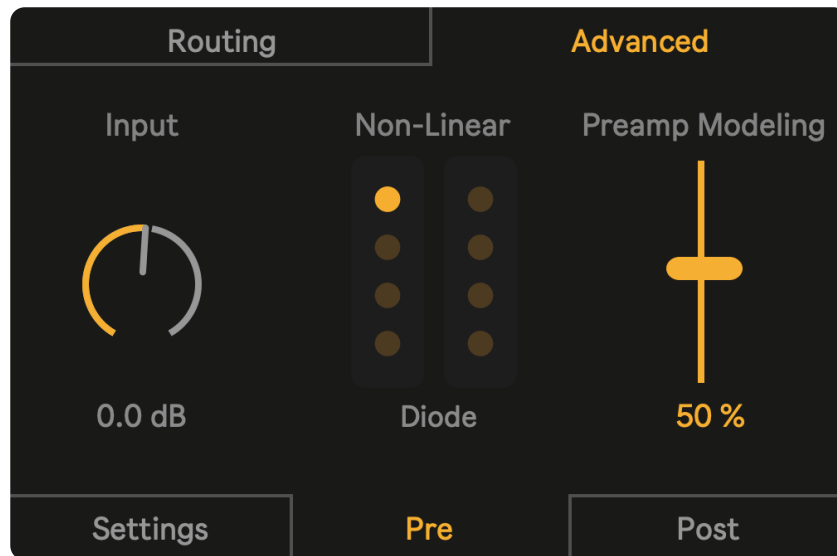 Routing
Advanced
Input
Non-Linear
Preamp Modeling
0.0 dB
Diode
50 %
Settings
Pre
Post